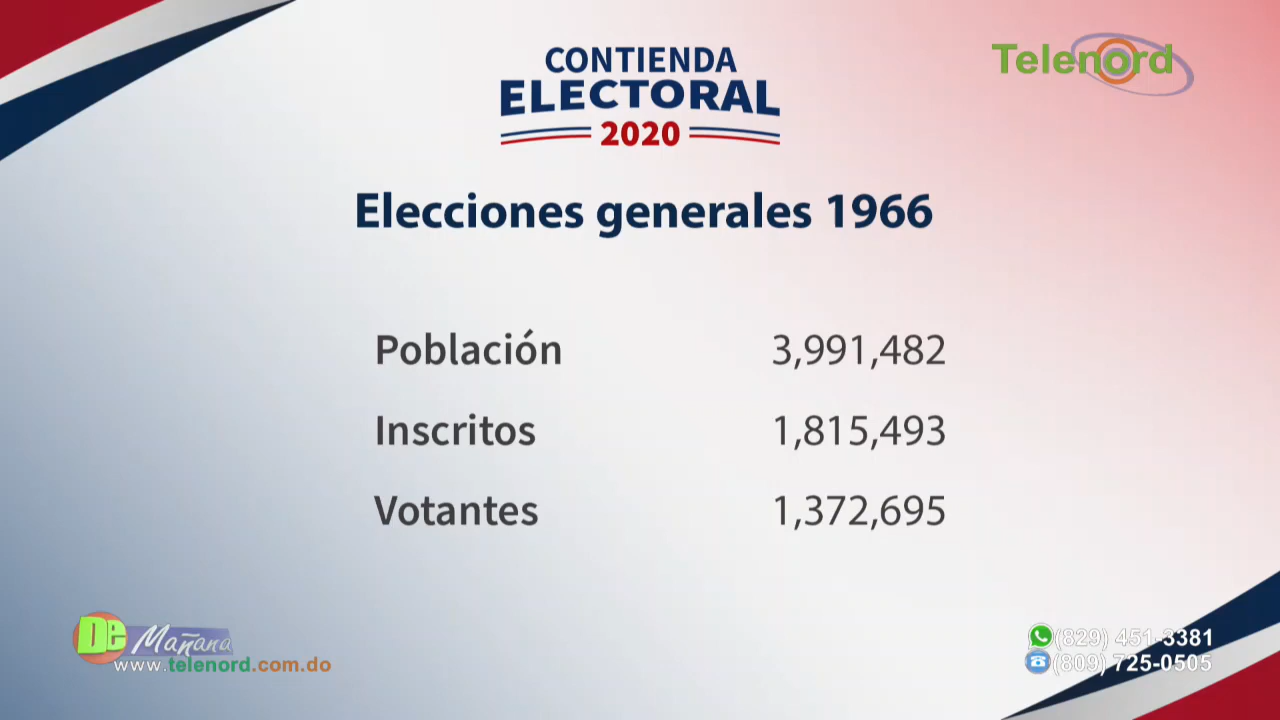 CONTIENDA
ELECTORAL
2020
Telenord
Elecciones generales 1966
Población 3,991,482
Inscritos 1,815,493
Votantes 1,372,695
De Mañana
www.telenord.com.do
(829) 451-3381
(809) 725-0505